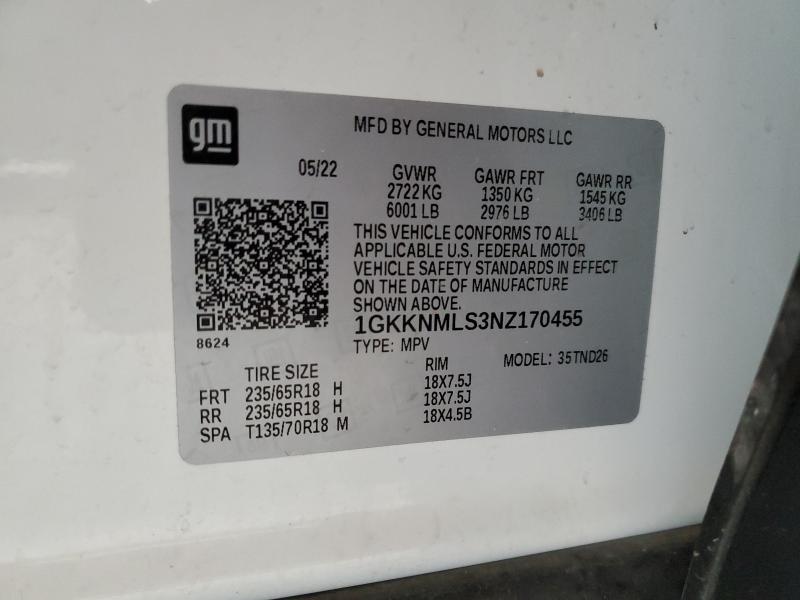 gm
MFD BY GENERAL MOTORS LLC
05/22 GVWR GAWR FRT GAWR RR
2722 KG 1350 KG 1545 KG
6001 LB 2976 LB 3406 LB
THIS VEHICLE CONFORMS TO ALL
APPLICABLE U.S. FEDERAL MOTOR
VEHICLE SAFETY STANDARDS IN EFFECT
ON THE DATE OF MANUFACTURE
SHOWN ABOVE.
1GKKNMLS3NZ170455
8624
TYPE: MPV MODEL: 35TND26
TIRE SIZE RIM
FRT 235/65R18 H 18X7.5J
RR 235/65R18 H 18X7.5J
SPA T135/70R18 M 18X4.5B